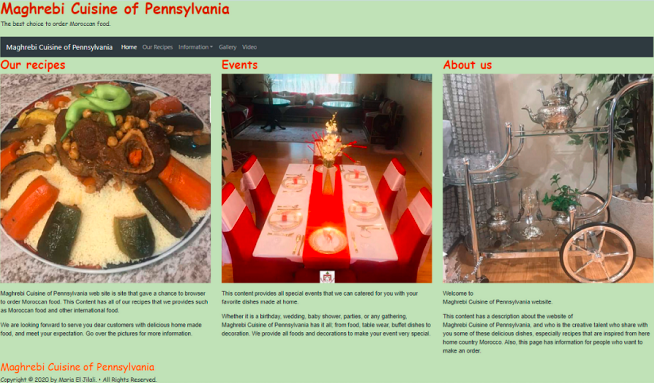 Maghrebi Cuisine of Pennsylvania
The best choice to order Moroccan food.
Maghrebi Cuisine of Pennsylvania Home Our Recipes Information Gallery Video
Our recipes
Maghrebi Cuisine of Pennsylvania web site is site that gave a chance to browser
to order Moroccan food. This Content has all of our recipes that we provides such
as Moroccan food and other international food.
We are looking forward to serve you dear customers with delicious home made
food, and meet your expectation. Go over the pictures for more information.
Events
This content provides all special events that we can catered for you with your
favorite dishes made at home.
Whether it is a birthday, wedding, baby shower, parties, or any gathering,
Maghrebi Cuisine of Pennsylvania has it all; from food, table wear, buffet dishes to
decoration. We provide all foods and decorations to make your event very special.
About us
Welcome to
Maghrebi Cuisine of Pennsylvania website.
This content has a description about the website of
Maghrebi Cuisine of Pennsylvania, and who is the creative talent who share with
you some of these delicious dishes, especially recipes that are inspired from here
home country Morocco. Also, this page has information for people who want to
make an order.
Maghrebi Cuisine of Pennsylvania
Copyright © 2020 by Maria El Jilali. • All Rights Reserved.